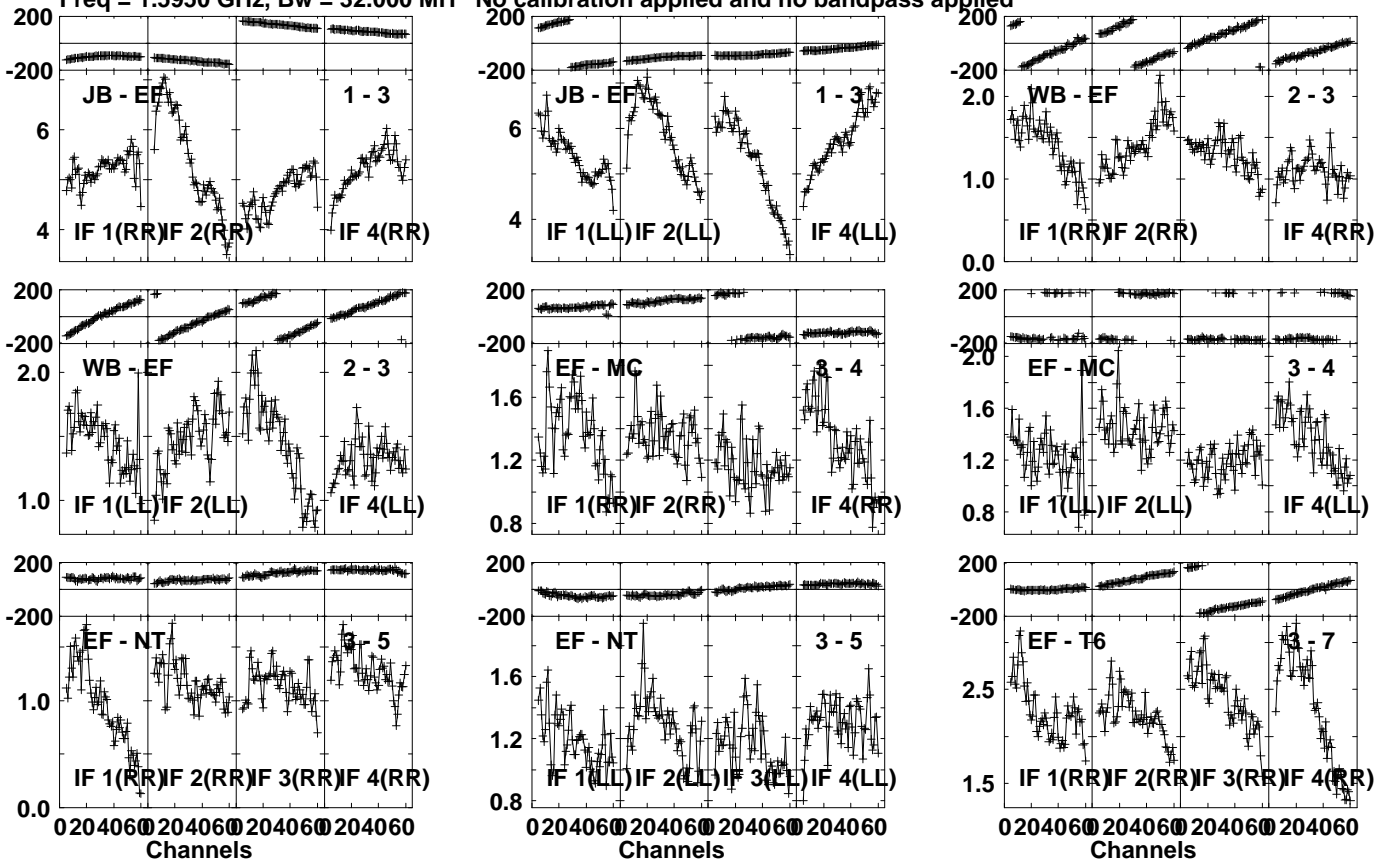 Freq = 1.5950 GHz, Bw = 32.000 MH No calibration applied and no bandpass applied
200 200 200
-200 -200 -200
JB - EF 1 - 3 JB - EF 1 - 3 WB - EF 2 - 3
6 6 2.0
4 4 1.0
0.0
IF 1(RR) IF 2(RR) IF 4(RR) IF 1(LL) IF 2(LL) IF 4(LL) IF 1(RR) IF 2(RR) IF 4(RR)
200 200 200
-200 -200 -200
WB - EF 2 - 3 EF - MC 3 - 4 EF - MC 3 - 4
2.0 1.6 2.0
1.0 1.2 1.6
0.8 1.2
0.8
IF 1(LL) IF 2(LL) IF 4(LL) IF 1(RR) IF 2(RR) IF 4(RR) IF 1(LL) IF 2(LL) IF 4(LL)
200 200 200
-200 -200 -200
EF - NT 3 - 5 EF - NT 3 - 5 EF - T6 3 - 7
1.0 1.6 2.5
0.0 1.2 1.5
0.8
IF 1(RR) IF 2(RR) IF 3(RR) IF 4(RR) IF 1(LL) IF 2(LL) IF 3(LL) IF 4(LL) IF 1(RR) IF 2(RR) IF 3(RR) IF 4(RR)
0 20 40 60 0 20 40 60 0 20 40 60 0 20 40 60 0 20 40 60 0 20 40 60 0 20 40 60 0 20 40 60 0 20 40 60 0 20 40 60 0 20 40 60 0 20 40 60
Channels Channels Channels